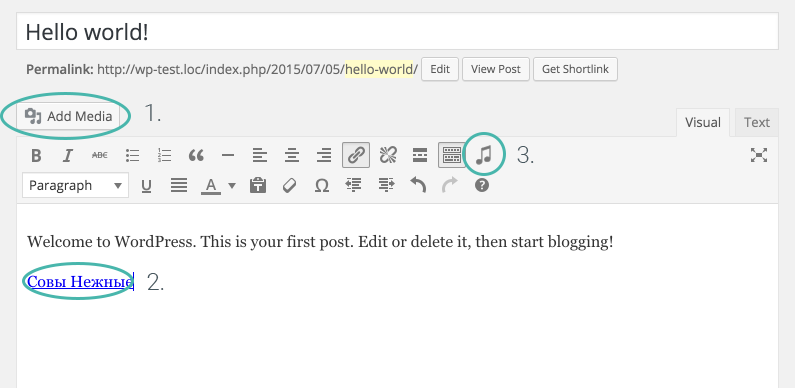 Hello world!
Permalink: http://wp-test.loc/index.php/2015/07/05/hello-world/ Edit View Post Get Shortlink
Add Media 1.
Visual Text
B I ABC 3.
Paragraph U A Ω ?
Welcome to WordPress. This is your first post. Edit or delete it, then start blogging!
Совы Нежные 2.